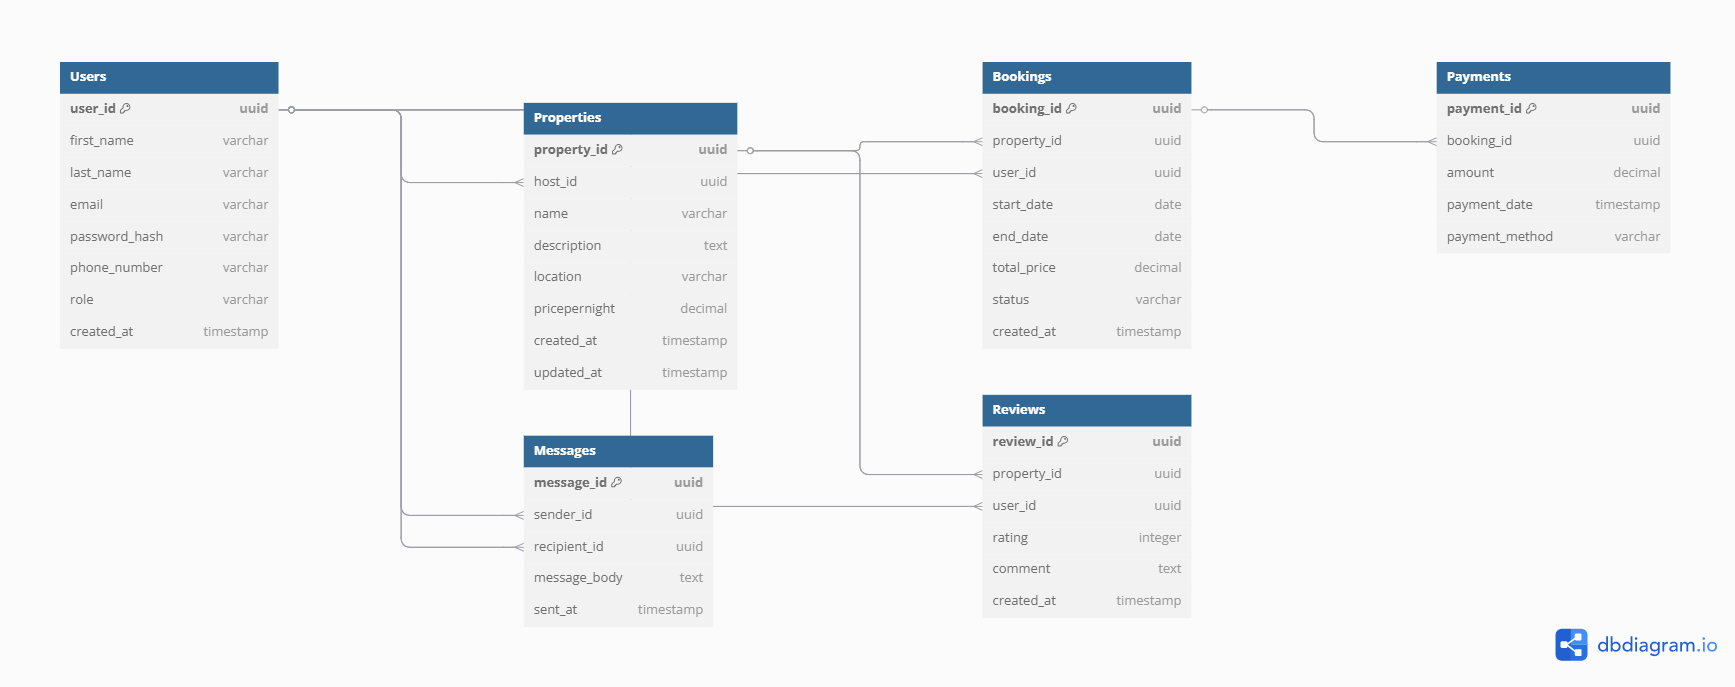 Users
user_id uuid
first_name varchar
last_name varchar
email varchar
password_hash varchar
phone_number varchar
role varchar
created_at timestamp
Properties
property_id uuid
host_id uuid
name varchar
description text
location varchar
pricepernight decimal
created_at timestamp
updated_at timestamp
Messages
message_id uuid
sender_id uuid
recipient_id uuid
message_body text
sent_at timestamp
Bookings
booking_id uuid
property_id uuid
user_id uuid
start_date date
end_date date
total_price decimal
status varchar
created_at timestamp
Reviews
review_id uuid
property_id uuid
user_id uuid
rating integer
comment text
created_at timestamp
Payments
payment_id uuid
booking_id uuid
amount decimal
payment_date timestamp
payment_method varchar
dbdiagram.io